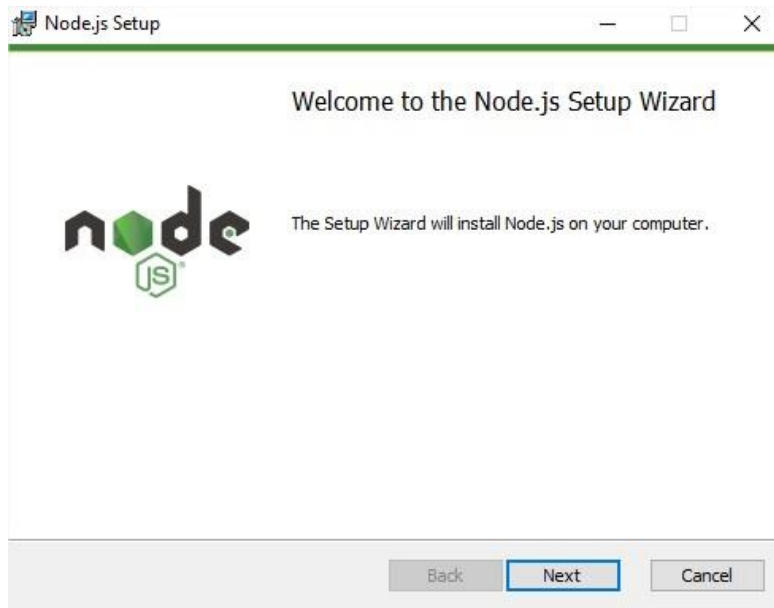 Node.js Setup
Welcome to the Node.js Setup Wizard
node
JS
The Setup Wizard will install Node.js on your computer.
Back
Next
Cancel